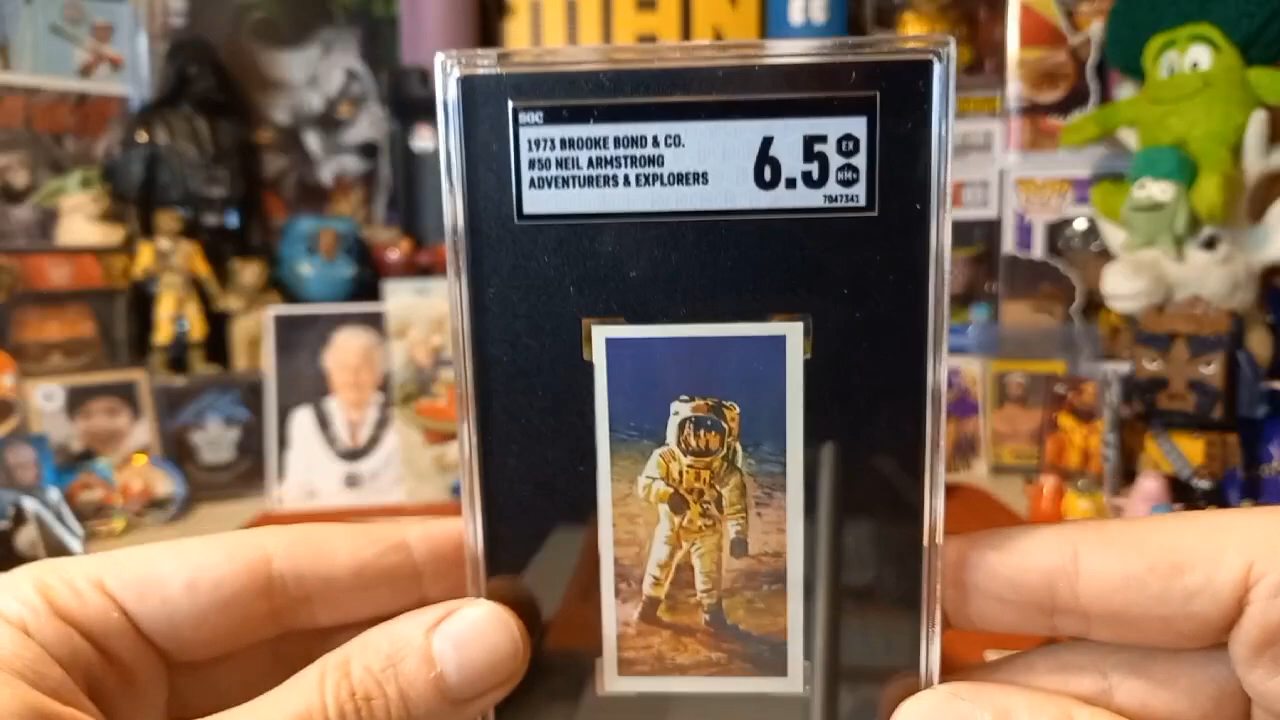 SGC
1973 BROOKE BOND & CO.
#50 NEIL ARMSTRONG
ADVENTURERS & EXPLORERS
6.5
EX
NM+
7047341